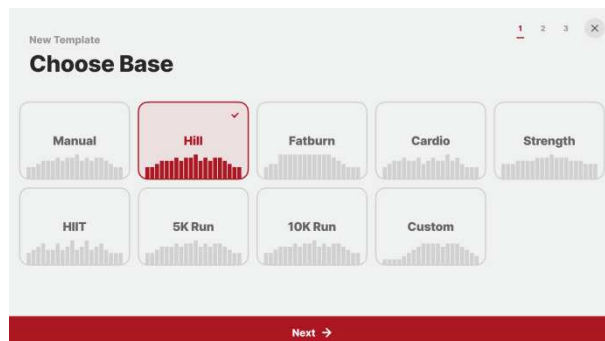 New Template
1 2 3
Choose Base
Manual
Hill
Fatburn
Cardio
Strength
HIIT
5K Run
10K Run
Custom
Next